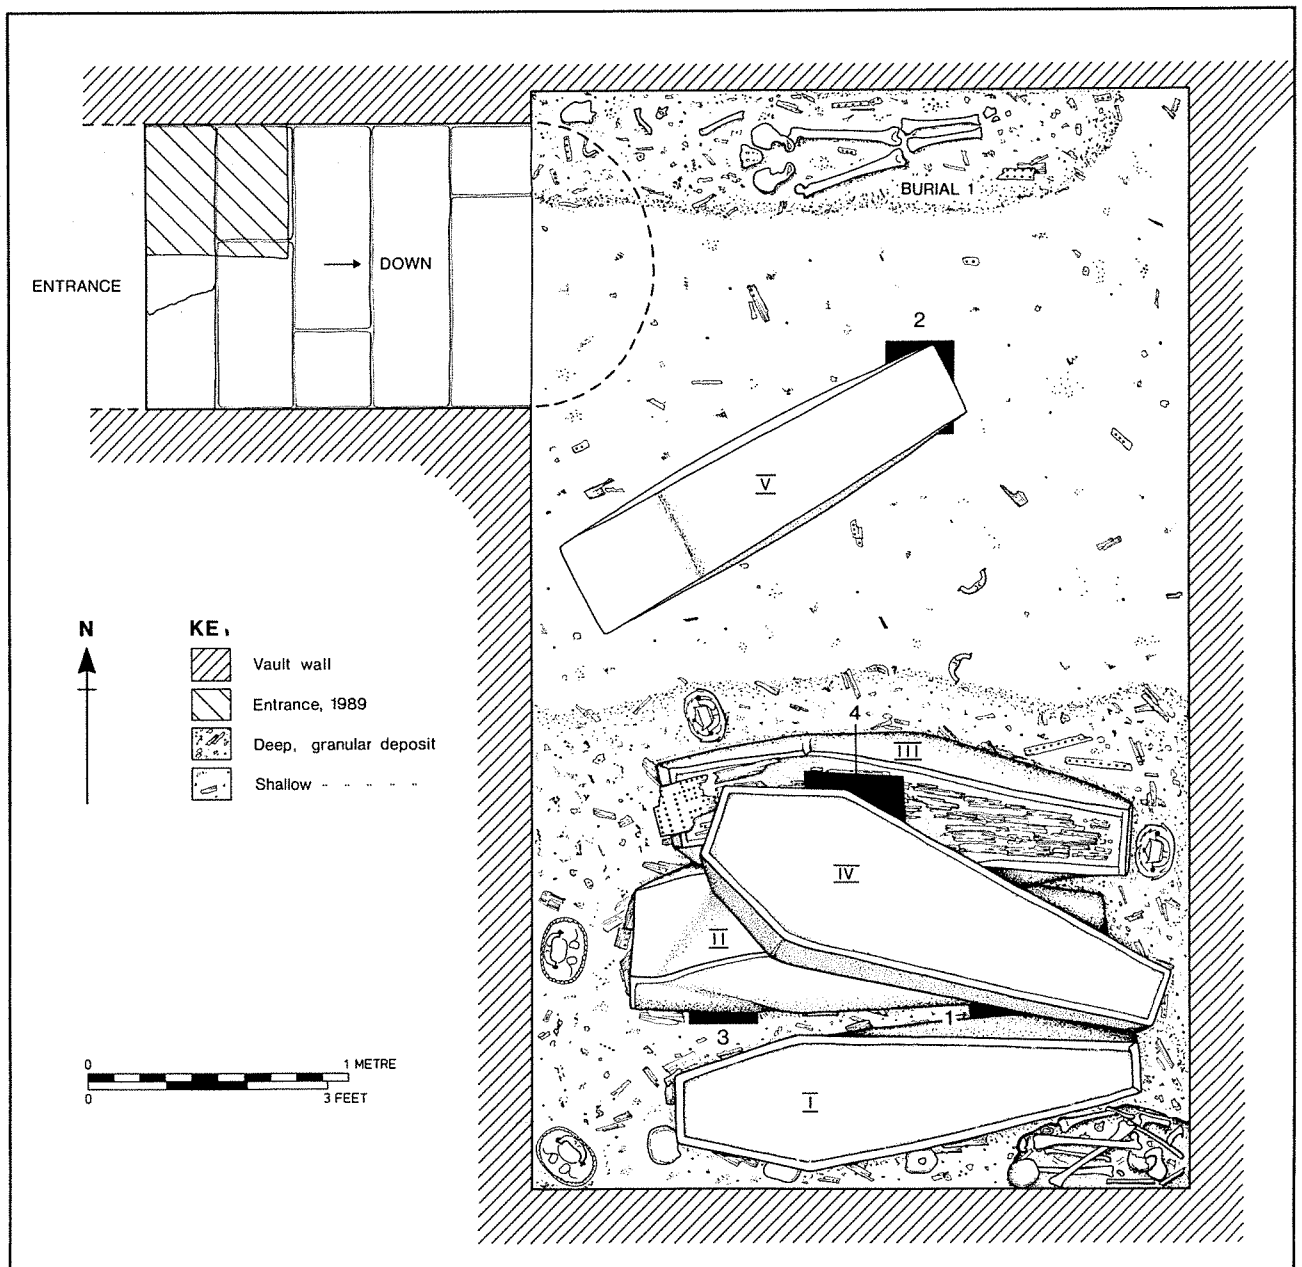 BURIAL 1
ENTRANCE
DOWN
2
V
N
KE
Vault wall
Entrance, 1989
Deep, granular deposit
Shallow - - - - -
4
III
IV
II
1
3
I
0 1 METRE
0 3 FEET